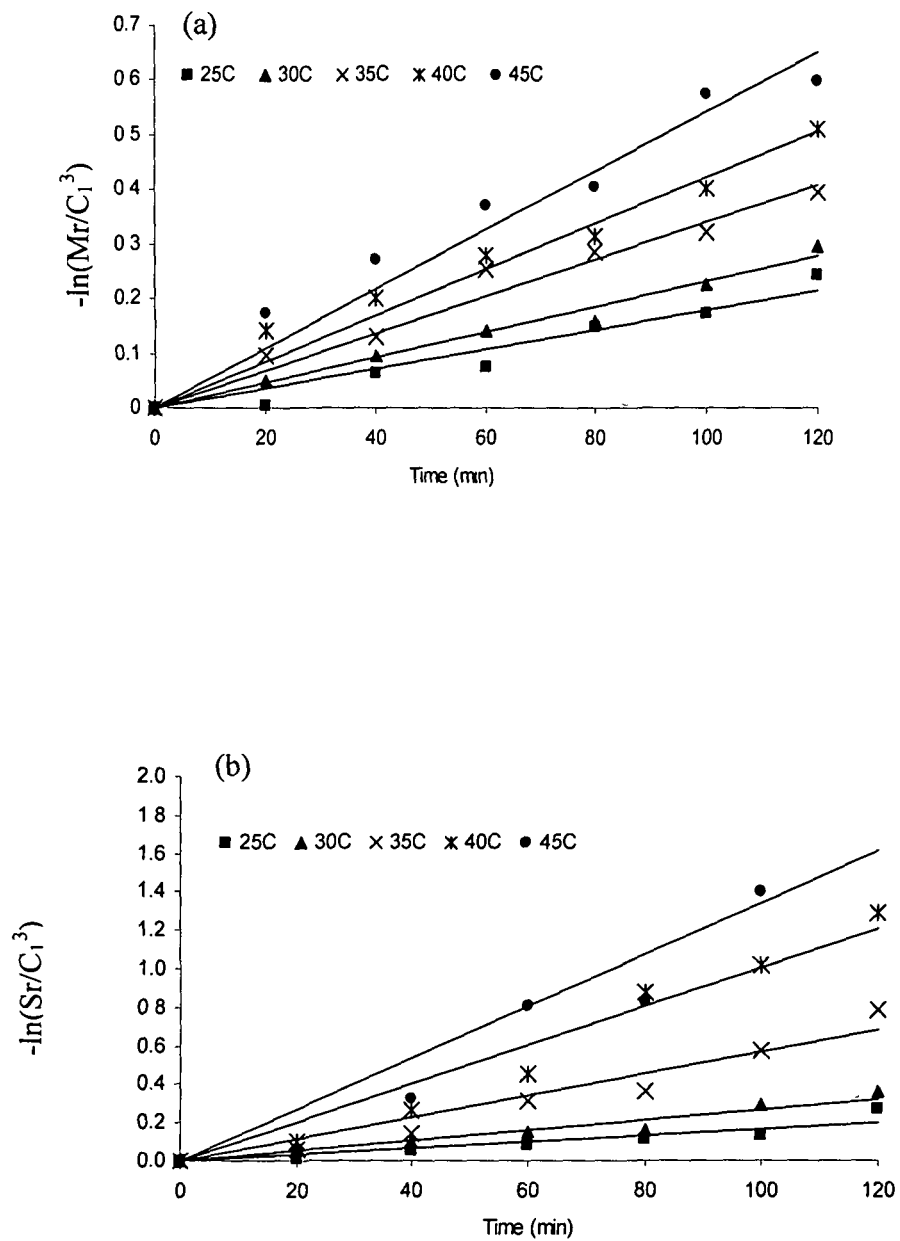 (a)
0.7
■ 25C ▲ 30C × 35C ж 40C ● 45C
0.6
0 5
0 4
0.3
0.2
0.1
0
-ln(Mr/C₁³)
0 20 40 60 80 100 120
Time (min)
(b)
2.0
1.8
■ 25C ▲ 30C × 35C ж 40C ● 45C
1.6
1.4
1.2
1.0
0.8
0.6
0.4
0.2
0.0
-ln(Sr/C₁³)
0 20 40 60 80 100 120
Time (min)